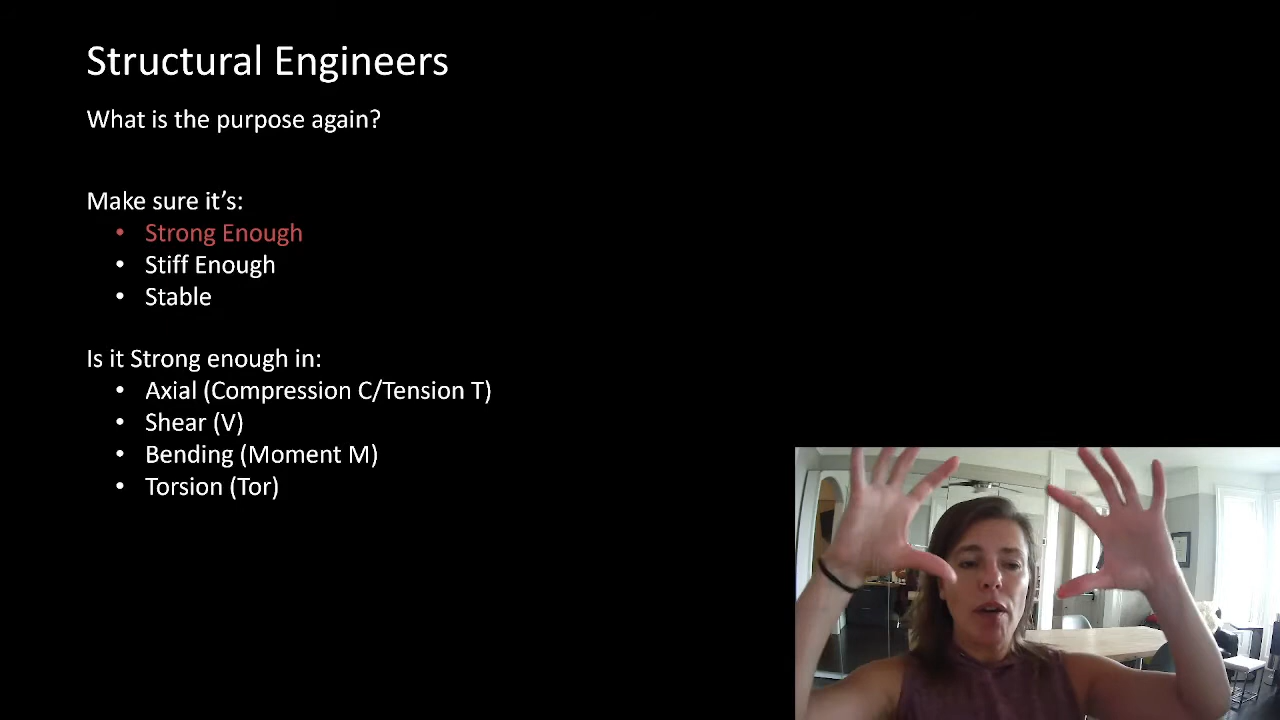 Structural Engineers
What is the purpose again?
Make sure it’s:
• Strong Enough
• Stiff Enough
• Stable
Is it Strong enough in:
• Axial (Compression C/Tension T)
• Shear (V)
• Bending (Moment M)
• Torsion (Tor)